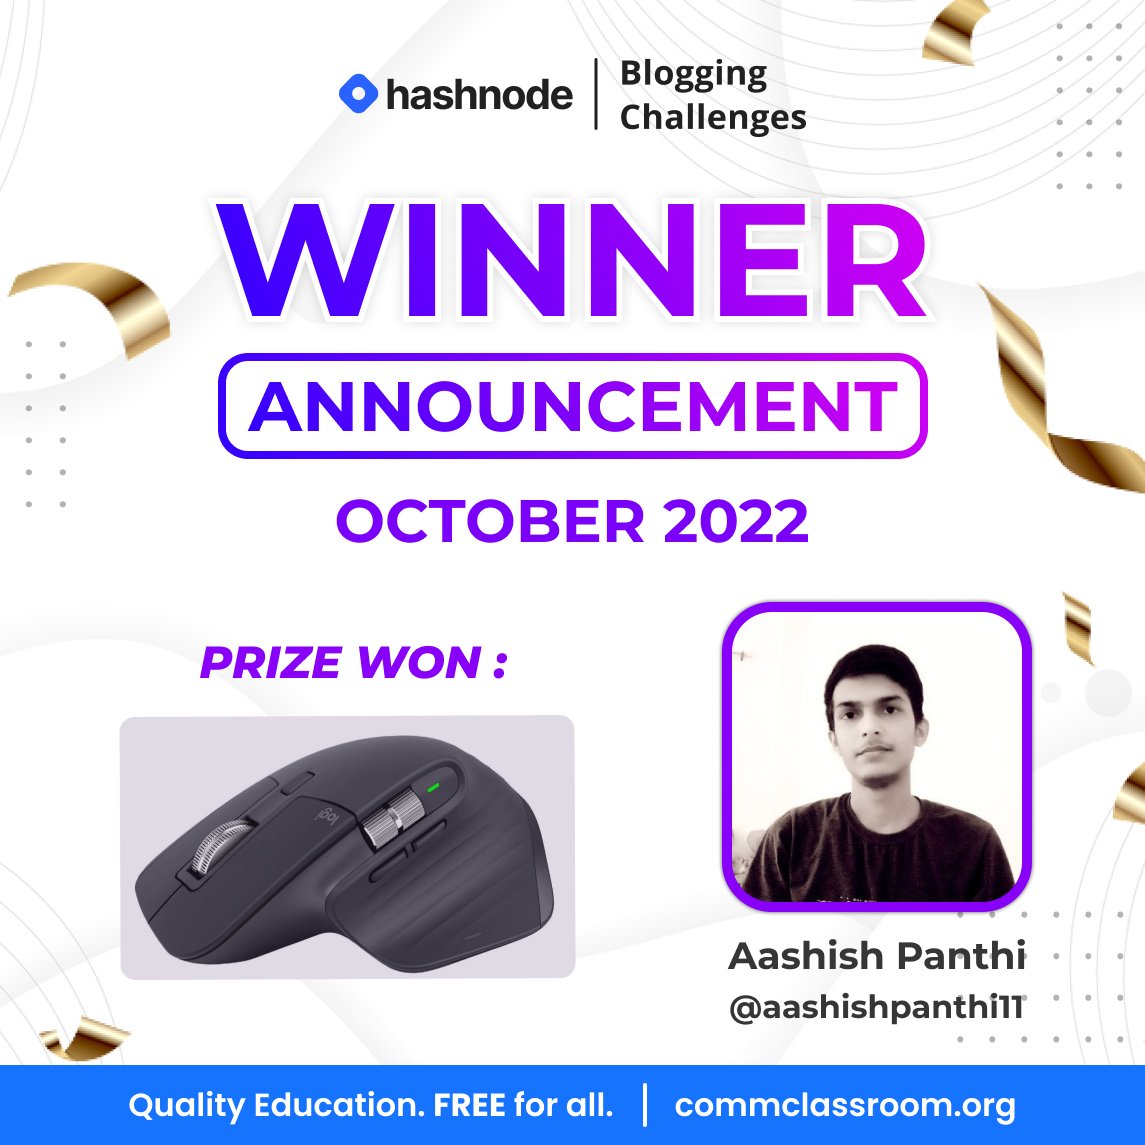 hashnode
Blogging
Challenges
WINNER
ANNOUNCEMENT
OCTOBER 2022
PRIZE WON :
logi
Aashish Panthi
@aashishpanthi11
Quality Education. FREE for all.
commclassroom.org